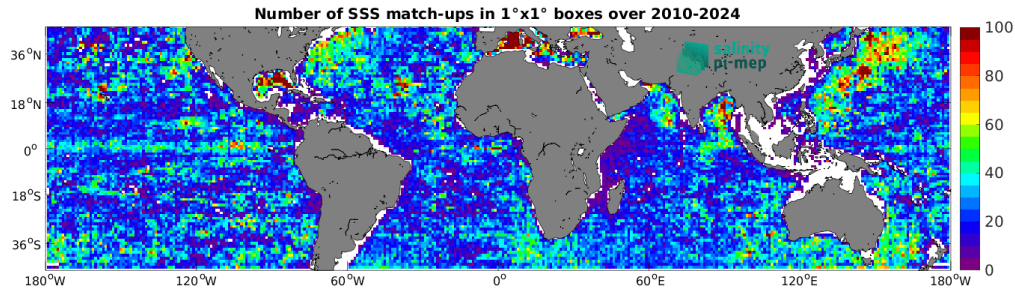 Number of SSS match-ups in 1°x1° boxes over 2010-2024
salinity
pi-mep
36°N
18°N
0°
18°S
36°S
180°W
120°W
60°W
0°
60°E
120°E
180°W
100
80
60
40
20
0